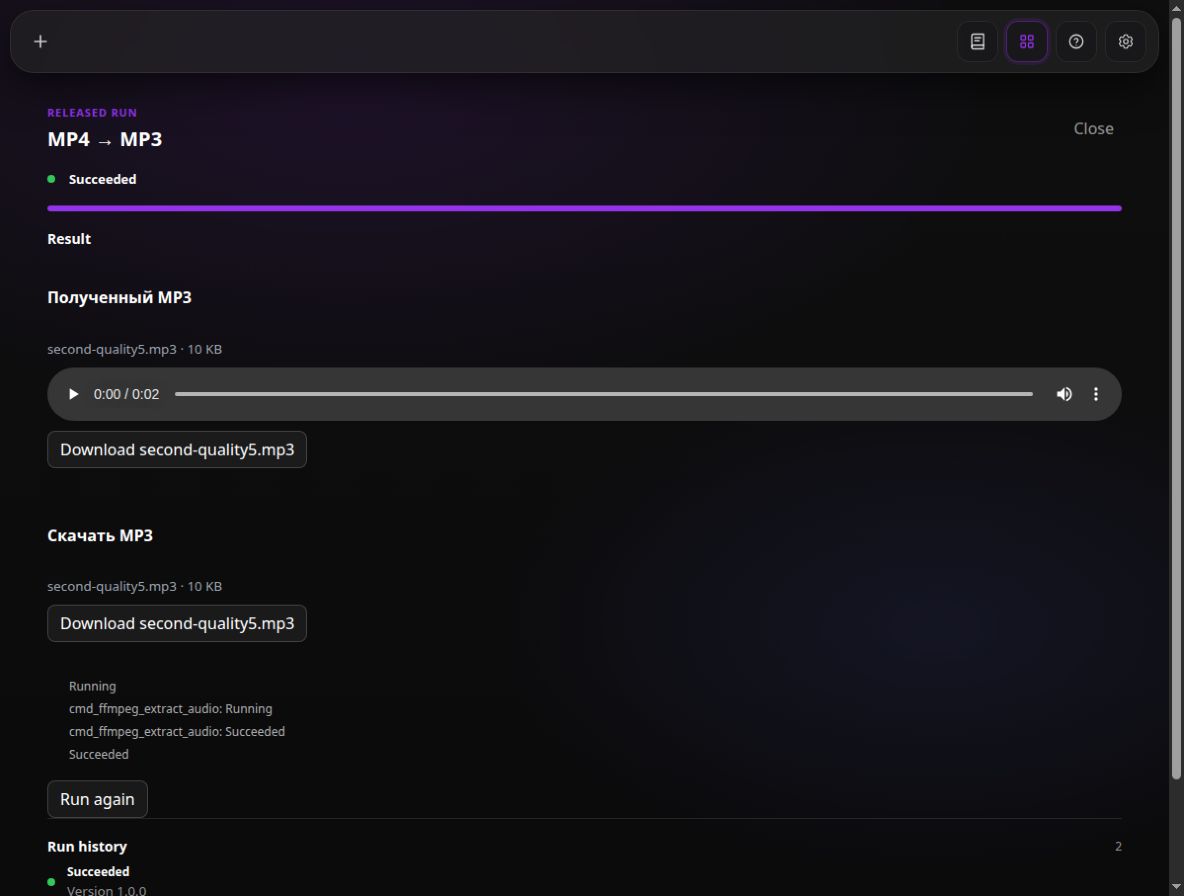 RELEASED RUN
MP4 → MP3
Close
Succeeded
Result
Полученный MP3
second-quality5.mp3 · 10 KB
0:00 / 0:02
Download second-quality5.mp3
Скачать MP3
second-quality5.mp3 · 10 KB
Download second-quality5.mp3
Running
cmd_ffmpeg_extract_audio: Running
cmd_ffmpeg_extract_audio: Succeeded
Succeeded
Run again
Run history
2
Succeeded
Version 1.0.0